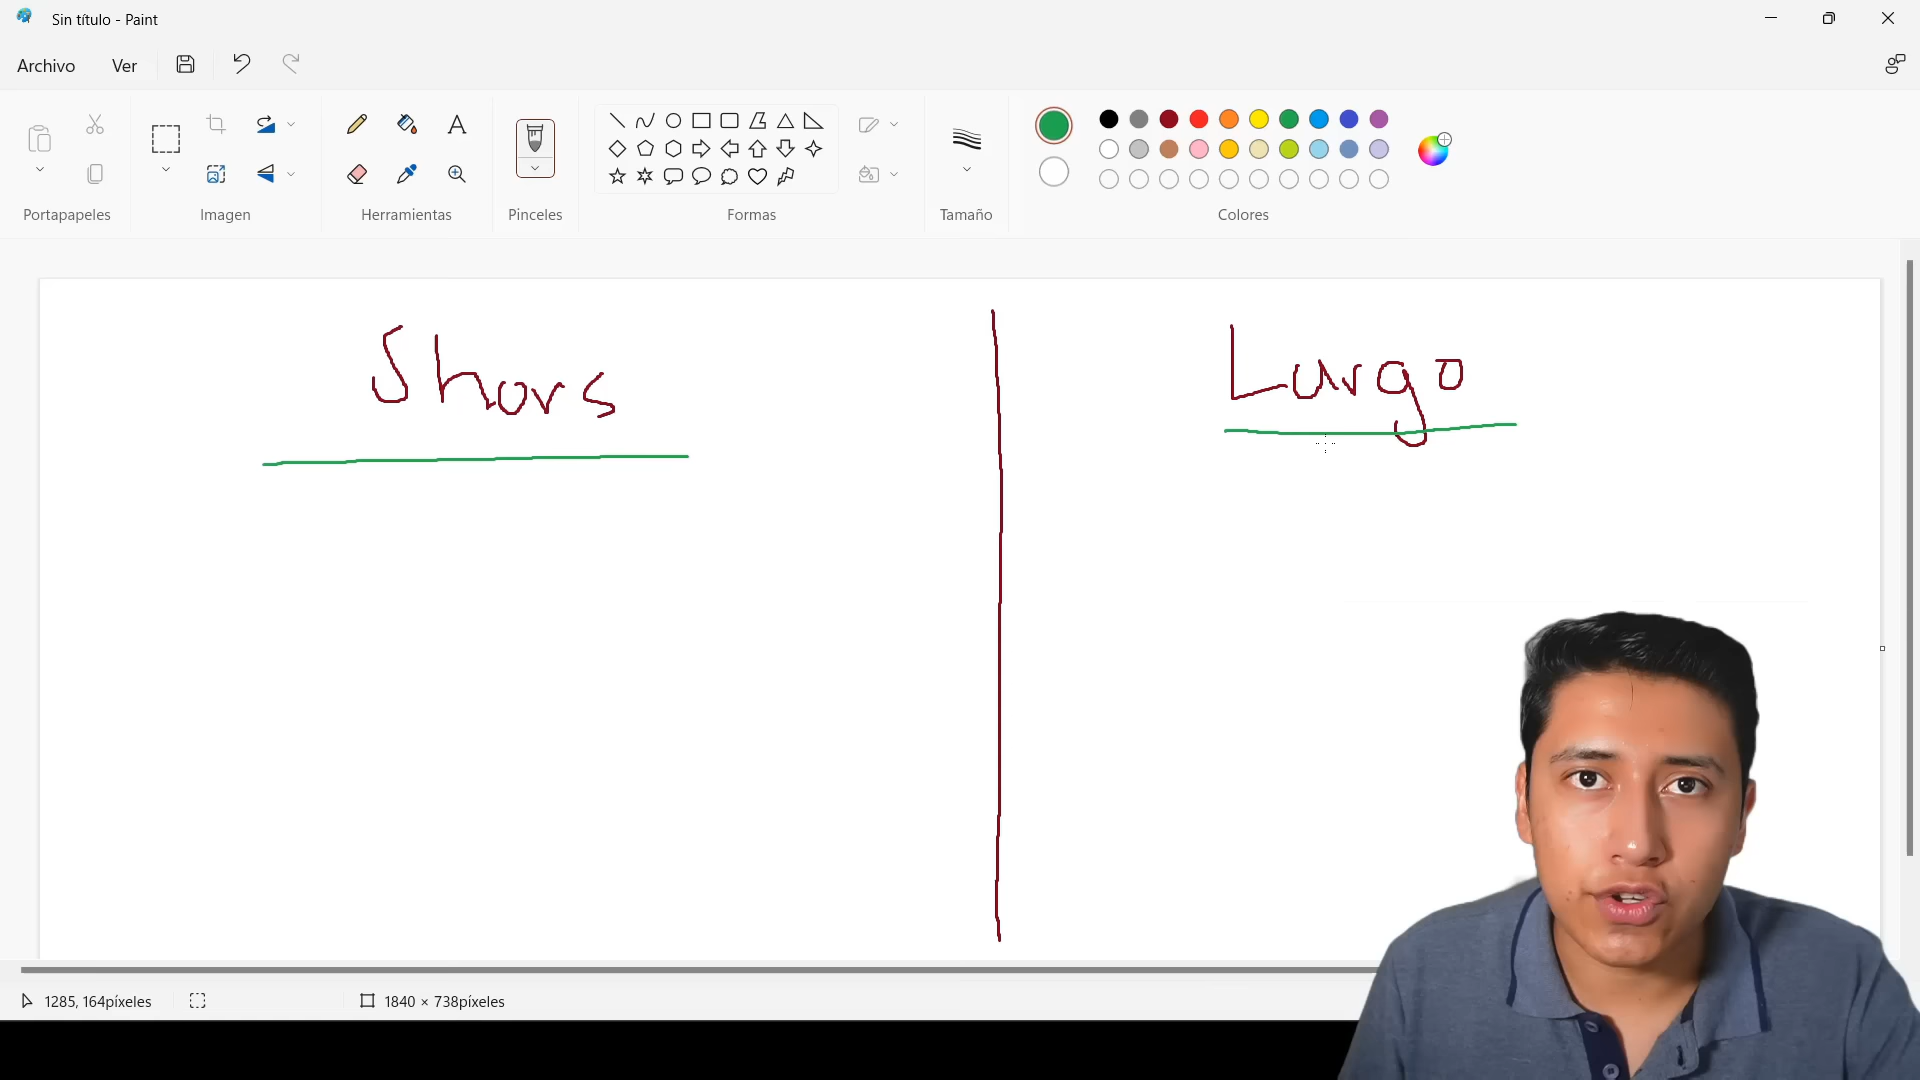 Sin título - Paint
Archivo Ver
Portapapeles Imagen Herramientas Pinceles Formas Tamaño Colores
Shors
Largo
1285, 164píxeles 1840 × 738píxeles